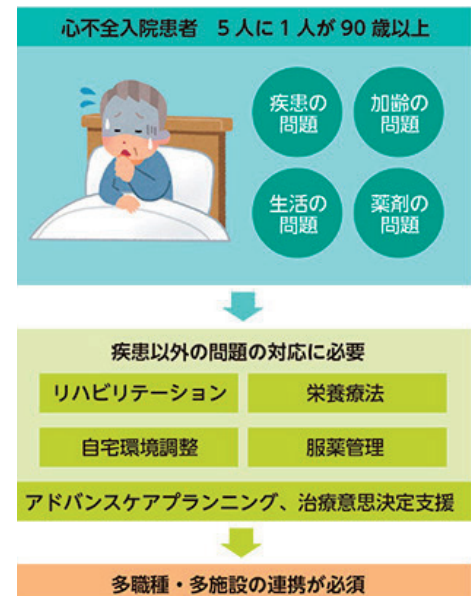 心不全入院患者　5人に1人が90歳以上
疾患の
問題
加齢の
問題
生活の
問題
薬剤の
問題
疾患以外の問題の対応に必要
リハビリテーション
栄養療法
自宅環境調整
服薬管理
アドバンスケアプランニング、治療意思決定支援
多職種・多施設の連携が必須